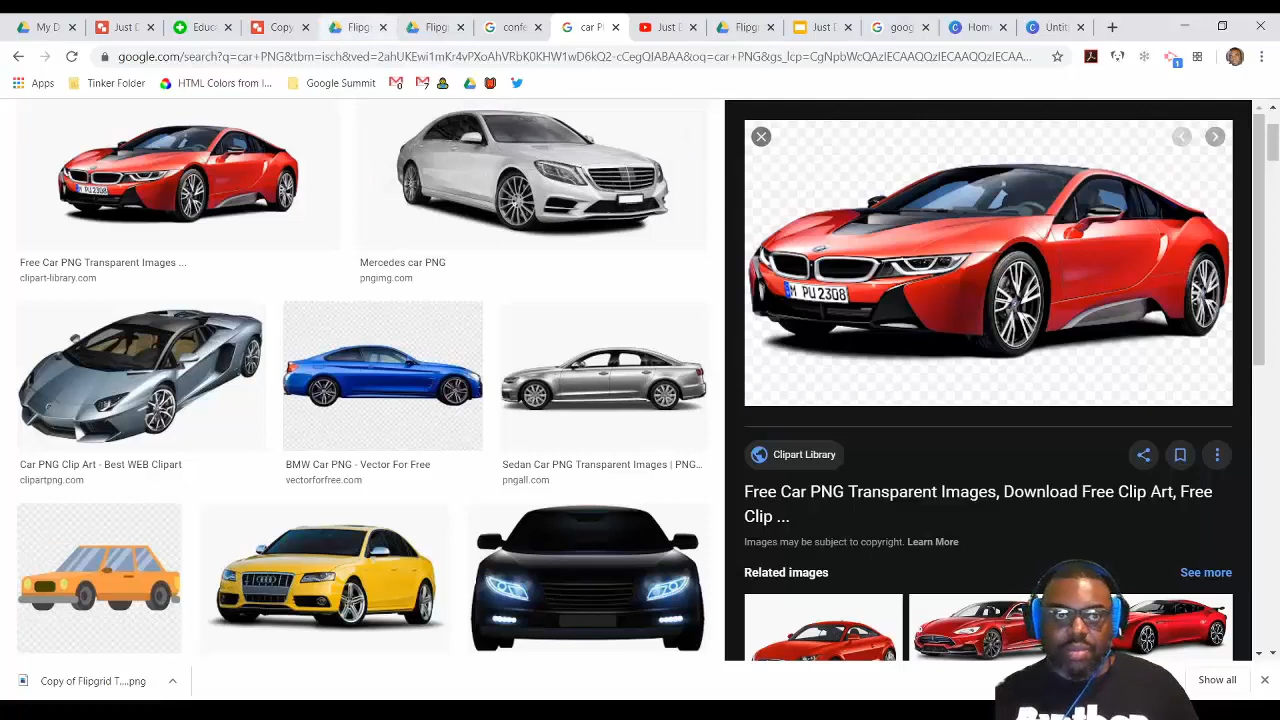 My D
Just D
Educ
Copy
Flipg
Flipg
confe
car P
Just D
Flipg
Just D
goog
Hom
Untit
google.com/search?q=car+PNG&tbm=isch&ved=2ahUKEwi1mKr4vPXoAhVRbK0KHW1wD6kQ2-cCegQIABAA&oq=car+PNG&gs_lcp=CgNpbWcQAzIECAAQQzIECAAQQzIECAA...
Apps
Tinker Folder
HTML Colors from I...
Google Summit
Free Car PNG Transparent Images ...
clipart-library.com
Mercedes car PNG
pngimg.com
Car PNG Clip Art - Best WEB Clipart
clipartpng.com
BMW Car PNG - Vector For Free
vectorforfree.com
Sedan Car PNG Transparent Images | PNG...
pngall.com
M PU 2308
Clipart Library
Free Car PNG Transparent Images, Download Free Clip Art, Free
Clip ...
Images may be subject to copyright. Learn More
Related images
See more
Copy of Flipgrid T....png
Show all